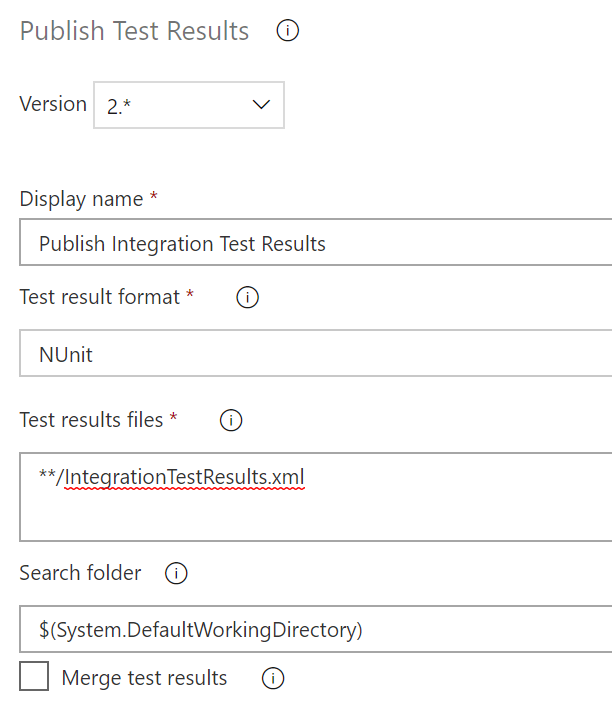 Publish Test Results
Version 2.*
Display name *
Publish Integration Test Results
Test result format *
NUnit
Test results files *
**/IntegrationTestResults.xml
Search folder
$(System.DefaultWorkingDirectory)
Merge test results